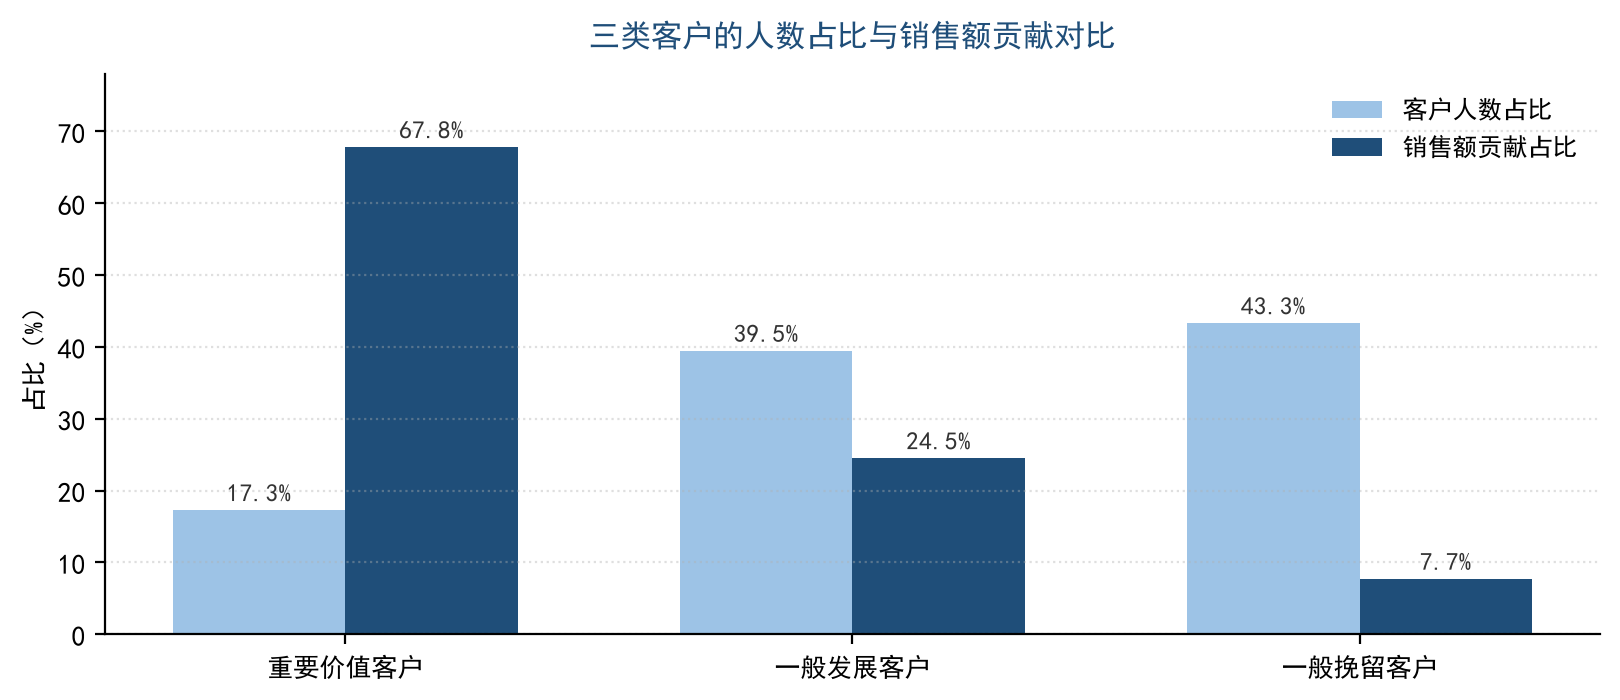 三类客户的人数占比与销售额贡献对比
客户人数占比
销售额贡献占比
占比（%）
70
60
50
40
30
20
10
0
17.3%
67.8%
39.5%
24.5%
43.3%
7.7%
重要价值客户
一般发展客户
一般挽留客户